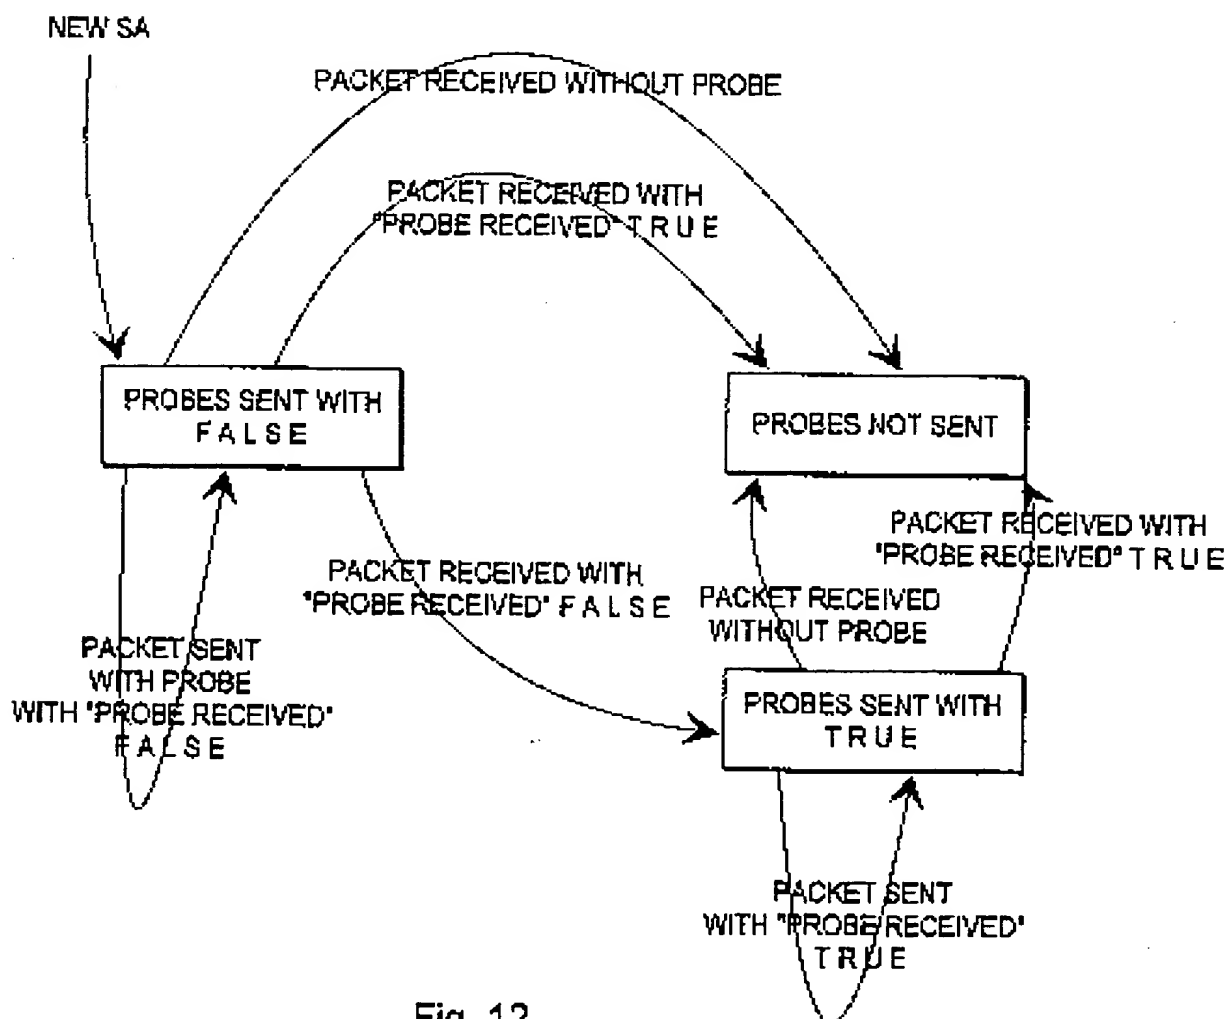 NEW SA
PACKET RECEIVED WITHOUT PROBE
PACKET RECEIVED WITH
"PROBE RECEIVED" T R U E
PROBES SENT WITH
F A L S E
PROBES NOT SENT
PACKET RECEIVED WITH
"PROBE RECEIVED" T R U E
PACKET RECEIVED WITH
"PROBE RECEIVED" F A L S E
PACKET RECEIVED
WITHOUT PROBE
PACKET SENT
WITH PROBE
WITH "PROBE RECEIVED"
F A L S E
PROBES SENT WITH
T R U E
PACKET SENT
WITH "PROBE RECEIVED"
T R U E
Fig. 12